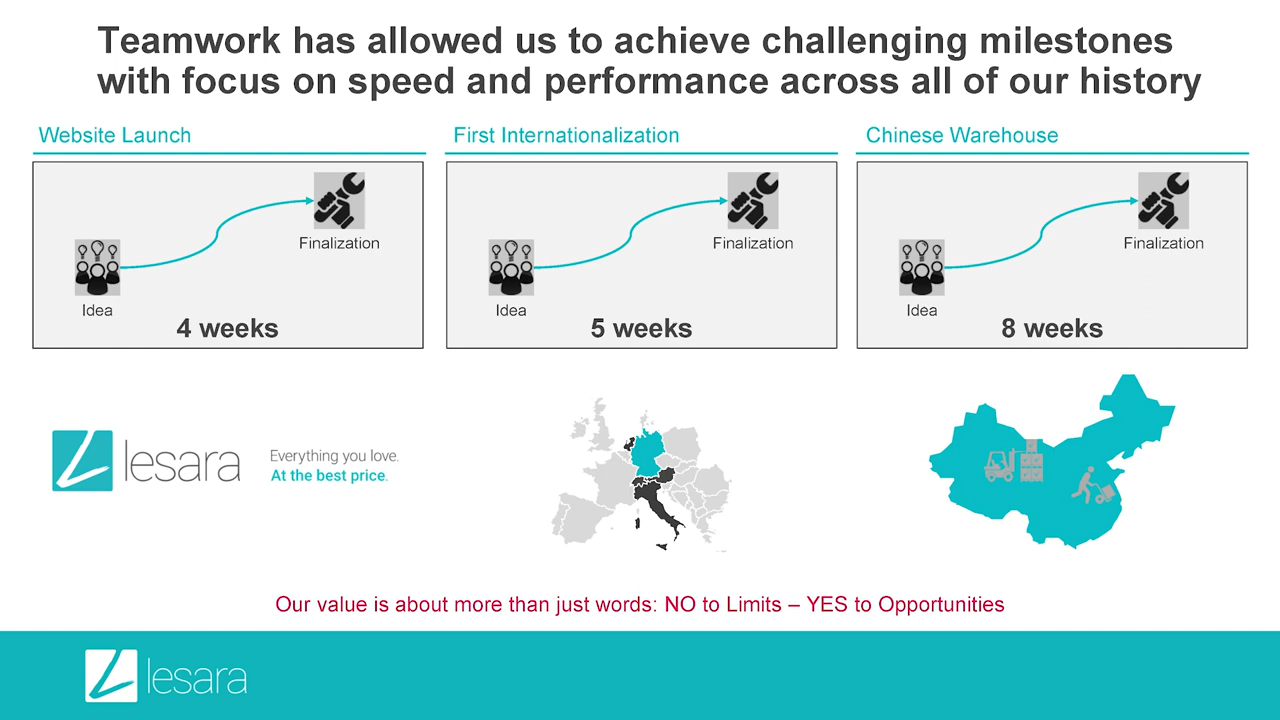 Teamwork has allowed us to achieve challenging milestones
with focus on speed and performance across all of our history
Website Launch
First Internationalization
Chinese Warehouse
Finalization
Idea
4 weeks
Finalization
Idea
5 weeks
Finalization
Idea
8 weeks
lesara
Everything you love.
At the best price.
Our value is about more than just words: NO to Limits – YES to Opportunities
lesara